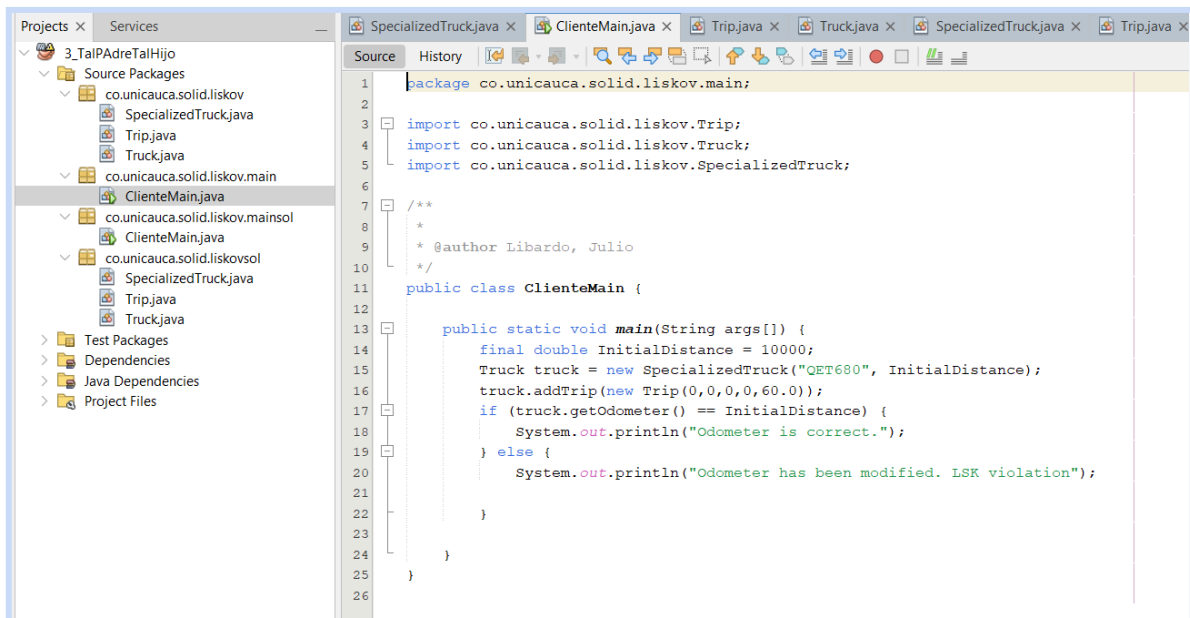 Projects × Services
3_TalPAdreTalHijo
Source Packages
co.unicauca.solid.liskov
SpecializedTruck.java
Trip.java
Truck.java
co.unicauca.solid.liskov.main
ClienteMain.java
co.unicauca.solid.liskov.mainsol
ClienteMain.java
co.unicauca.solid.liskovsol
SpecializedTruck.java
Trip.java
Truck.java
Test Packages
Dependencies
Java Dependencies
Project Files
SpecializedTruck.java × ClienteMain.java × Trip.java × Truck.java × SpecializedTruck.java × Trip.java ×
Source History
1 package co.unicauca.solid.liskov.main;
2
3 import co.unicauca.solid.liskov.Trip;
4 import co.unicauca.solid.liskov.Truck;
5 import co.unicauca.solid.liskov.SpecializedTruck;
6
7 /**
8 *
9 * @author Libardo, Julio
10 */
11 public class ClienteMain {
12
13 public static void main(String args[]) {
14 final double InitialDistance = 10000;
15 Truck truck = new SpecializedTruck("QET680", InitialDistance);
16 truck.addTrip(new Trip(0,0,0,0,60.0));
17 if (truck.getOdometer() == InitialDistance) {
18 System.out.println("Odometer is correct.");
19 } else {
20 System.out.println("Odometer has been modified. LSK violation");
21
22 }
23
24 }
25 }
26